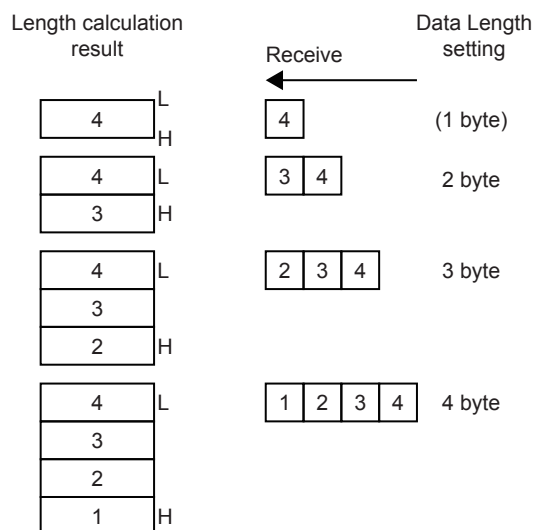 Length calculation
result
Receive
Data Length
setting
4
L
H
4
(1 byte)
4
L
3
H
3 4
2 byte
4
L
3
2
H
2 3 4
3 byte
4
L
3
2
1
H
1 2 3 4
4 byte